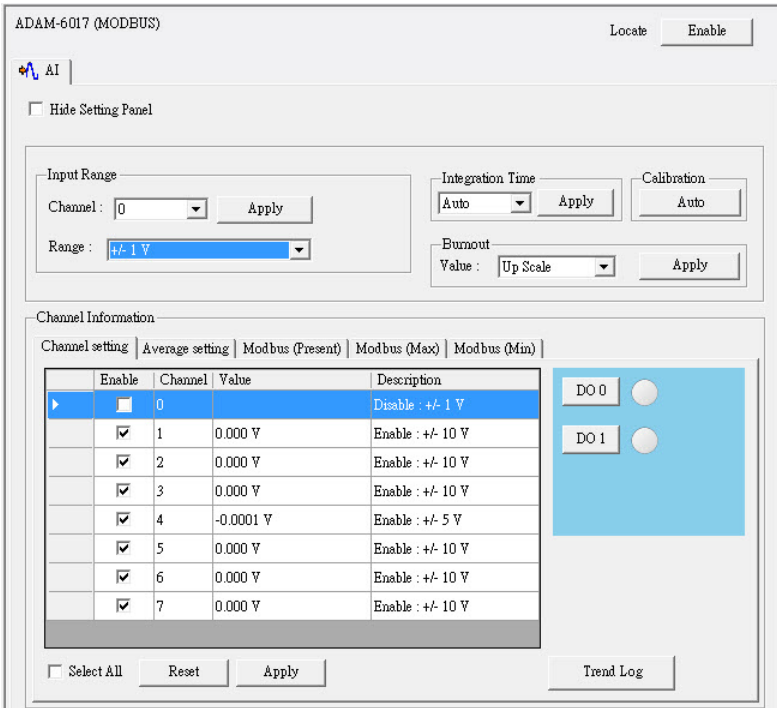 ADAM-6017 (MODBUS)
Locate Enable
AI
Hide Setting Panel
Input Range
Channel : 0 Apply
Range : +/- 1 V
Integration Time
Auto Apply
Calibration
Auto
Burnout
Value : Up Scale Apply
Channel Information
Channel setting Average setting Modbus (Present) Modbus (Max) Modbus (Min)
Enable Channel Value Description
0 Disable : +/- 1 V
1 0.000 V Enable : +/- 10 V
2 0.000 V Enable : +/- 10 V
3 0.000 V Enable : +/- 10 V
4 -0.0001 V Enable : +/- 5 V
5 0.000 V Enable : +/- 10 V
6 0.000 V Enable : +/- 10 V
7 0.000 V Enable : +/- 10 V
DO 0
DO 1
Select All Reset Apply Trend Log